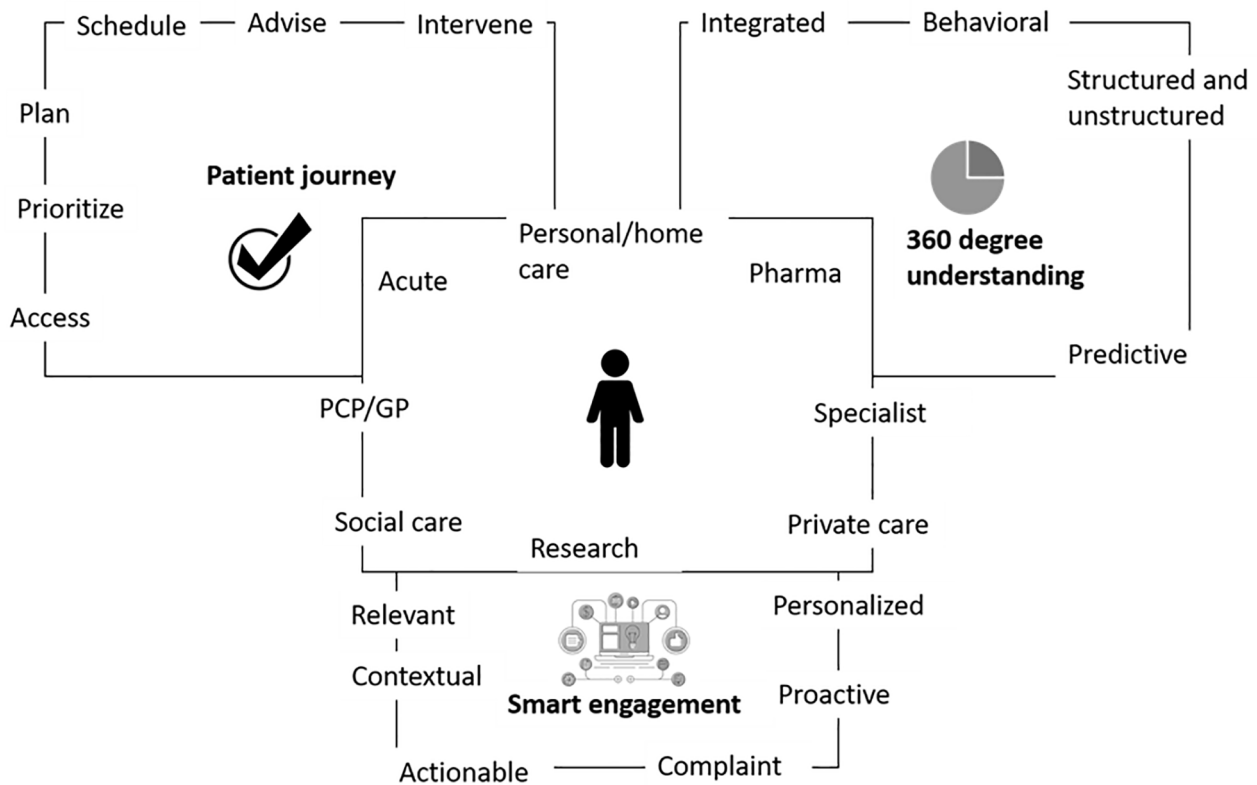 Schedule
Advise
Intervene
Integrated
Behavioral
Plan
Structured and
unstructured
Patient journey
Prioritize
Personal/home
care
360 degree
understanding
Acute
Pharma
Access
Predictive
PCP/GP
Specialist
Social care
Private care
Research
Relevant
Personalized
Contextual
Proactive
Smart engagement
Actionable
Complaint